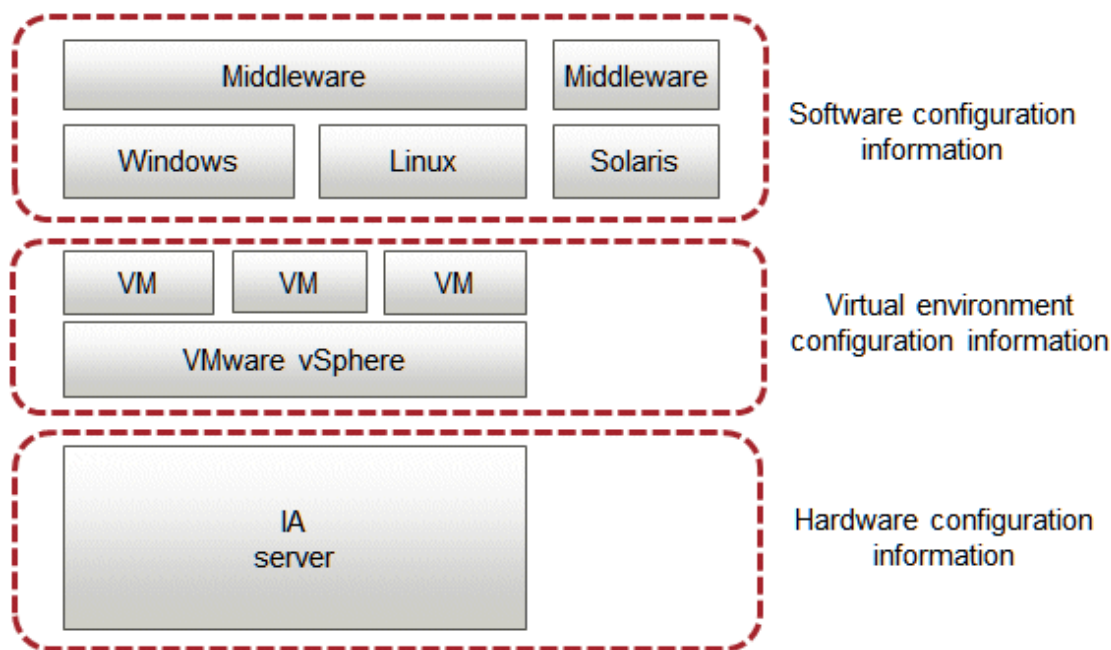 Middleware
Middleware
Software configuration
information
Windows
Linux
Solaris
VM
VM
VM
Virtual environment
configuration information
VMware vSphere
IA
server
Hardware configuration
information